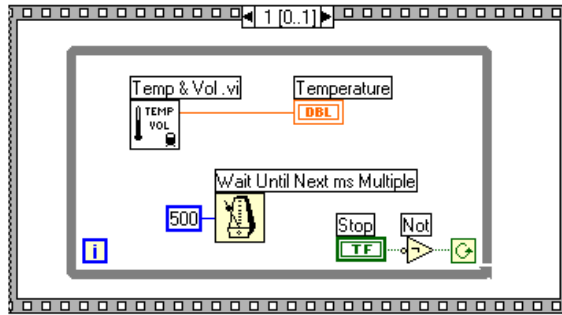 1 [0..1]
Temp & Vol .vi
Temperature
TEMP
VOL
DBL
Wait Until Next ms Multiple
500
Stop
Not
TF
i